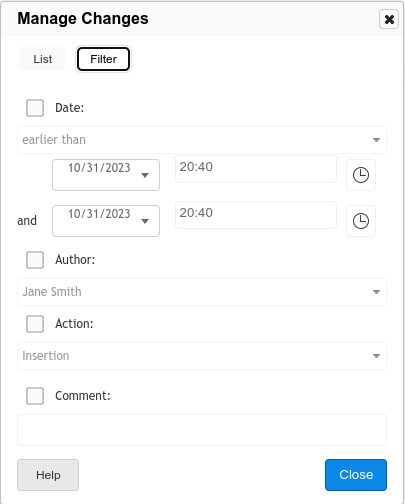 Manage Changes
List Filter
Date:
earlier than
10/31/2023 20:40
and 10/31/2023 20:40
Author:
Jane Smith
Action:
Insertion
Comment:
Help Close